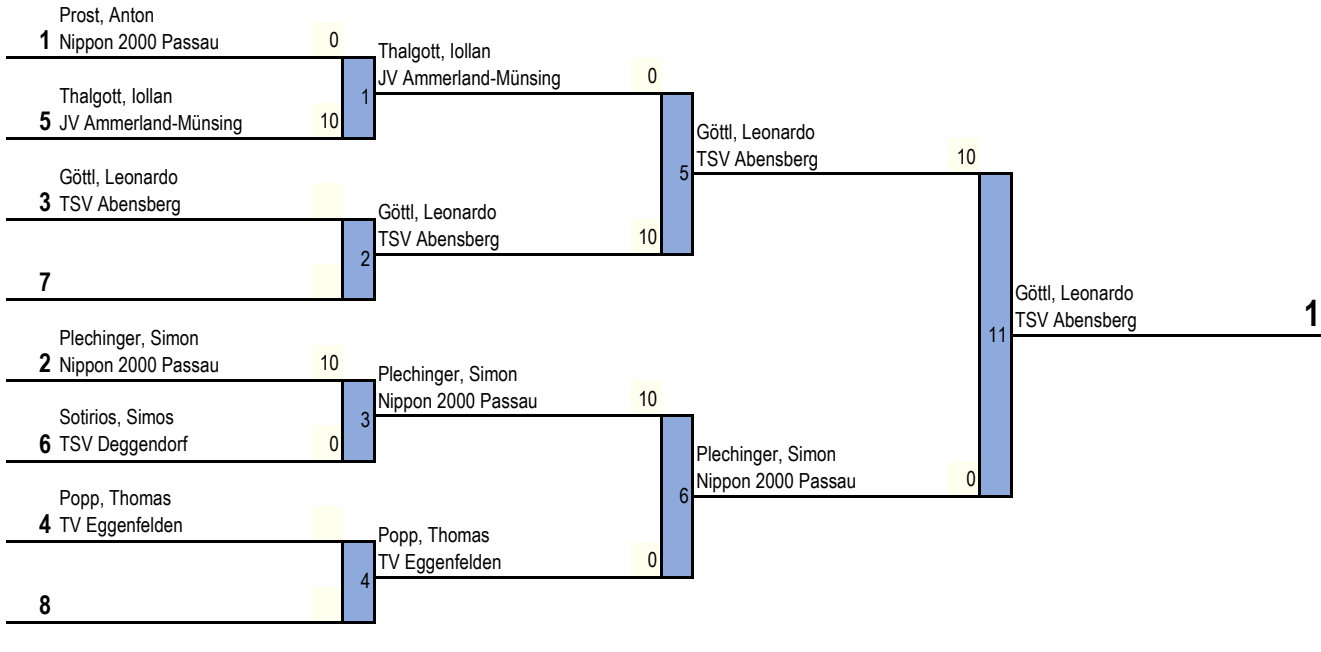 Prost, Anton
1 Nippon 2000 Passau 0
Thalgott, Iollan
JV Ammerland-Münsing 0
1
Thalgott, Iollan
5 JV Ammerland-Münsing 10
Göttl, Leonardo
TSV Abensberg 10
5
Göttl, Leonardo
3 TSV Abensberg
Göttl, Leonardo
TSV Abensberg 10
2
7
Göttl, Leonardo
TSV Abensberg 1
11
Plechinger, Simon
2 Nippon 2000 Passau 10
Plechinger, Simon
Nippon 2000 Passau 10
3
Sotirios, Simos
6 TSV Deggendorf 0
Plechinger, Simon
Nippon 2000 Passau 0
6
Popp, Thomas
4 TV Eggenfelden
Popp, Thomas
TV Eggenfelden 0
4
8